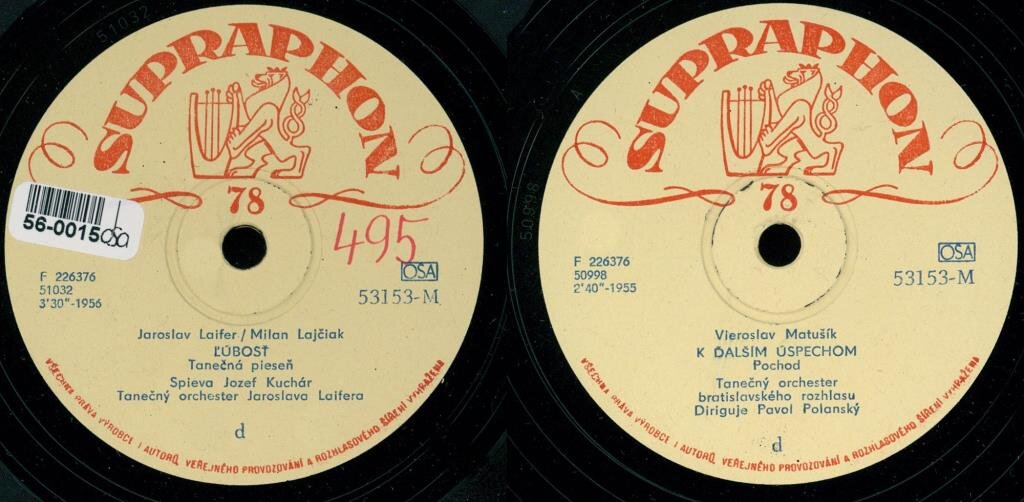 51032
SUPRAPHON
78
56-0015 osa
495
OSA
F 226376
51032
3'30"-1956
53153-M
Jaroslav Laifer/Milan Lajčiak
ĽÚBOSŤ
Tanečná pieseň
Spieva Jozef Kuchár
Tanečný orchester Jaroslava Laifera
d
VŠECHNA PRÁVA VÝROBCE I AUTORŮ VEŘEJNÉHO PROVOZOVÁNÍ A ROZHLASOVÉHO ŠÍŘENÍ VYHRAŽENA
A
50998
SUPRAPHON
78
OSA
F 226376
50998
2'40"-1955
53153-M
Vieroslav Matušík
K ĎALŠÍM ÚSPECHOM
Pochod
Tanečný orchester
bratislavského rozhlasu
Diriguje Pavol Polanský
d
VŠECHNA PRÁVA VÝROBCE I AUTORŮ VEŘEJNÉHO PROVOZOVÁNÍ A ROZHLASOVÉHO ŠÍŘENÍ VYHRAŽENA